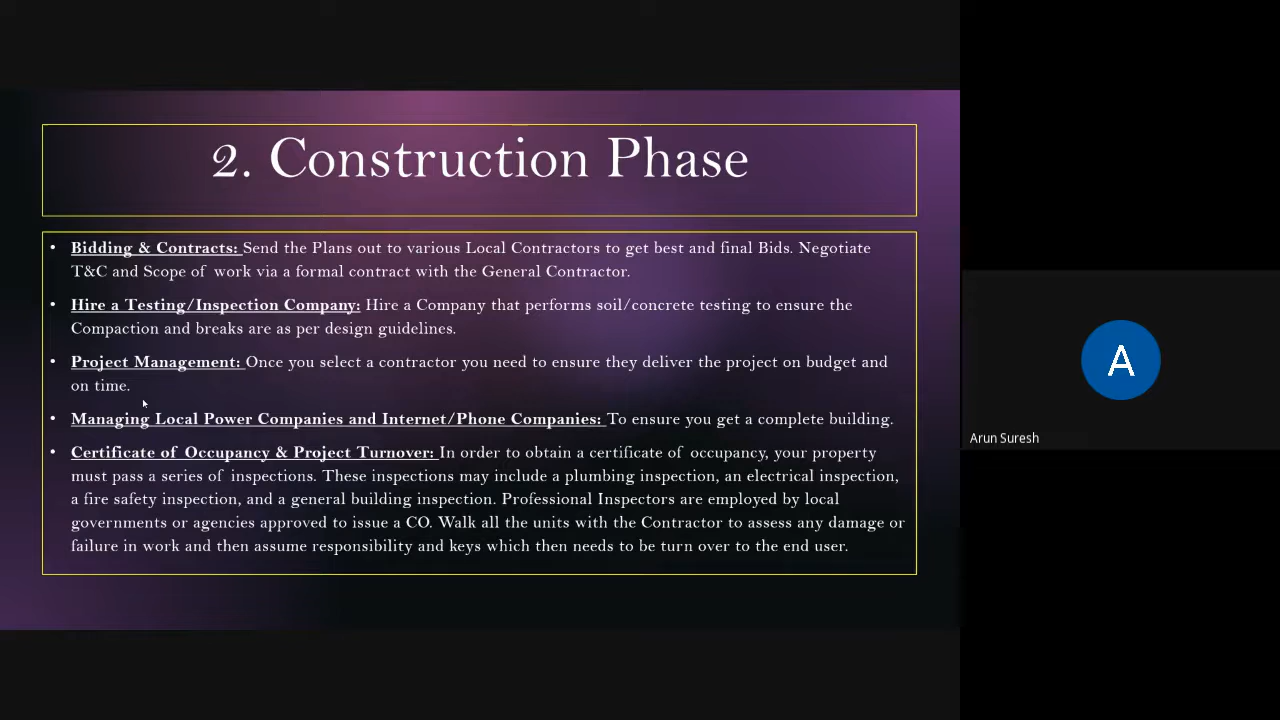 2. Construction Phase
• Bidding & Contracts: Send the Plans out to various Local Contractors to get best and final Bids. Negotiate
T&C and Scope of work via a formal contract with the General Contractor.
• Hire a Testing/Inspection Company: Hire a Company that performs soil/concrete testing to ensure the
Compaction and breaks are as per design guidelines.
• Project Management: Once you select a contractor you need to ensure they deliver the project on budget and
on time.
• Managing Local Power Companies and Internet/Phone Companies: To ensure you get a complete building.
• Certificate of Occupancy & Project Turnover: In order to obtain a certificate of occupancy, your property
must pass a series of inspections. These inspections may include a plumbing inspection, an electrical inspection,
a fire safety inspection, and a general building inspection. Professional Inspectors are employed by local
governments or agencies approved to issue a CO. Walk all the units with the Contractor to assess any damage or
failure in work and then assume responsibility and keys which then needs to be turn over to the end user.
A
Arun Suresh